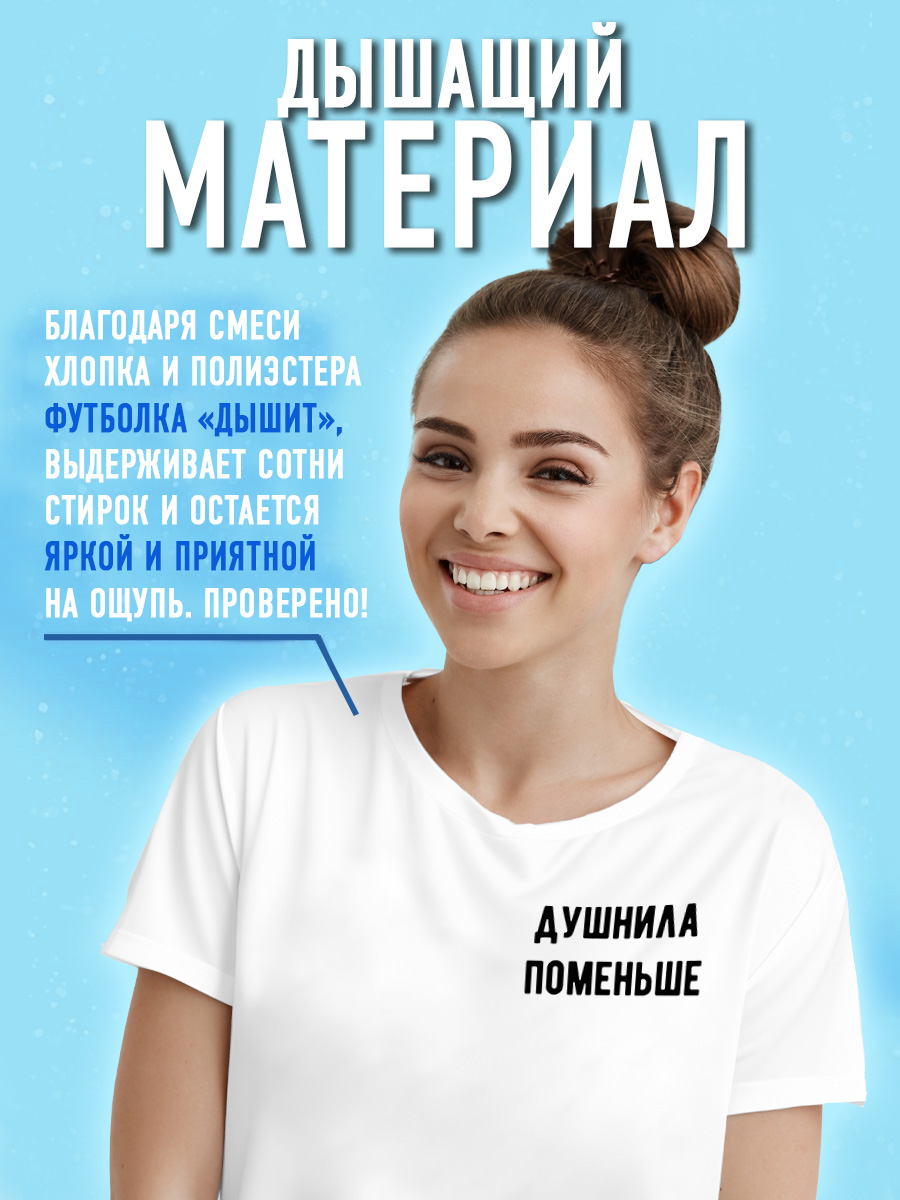 ДЫШАЩИЙ
МАТЕРИАЛ
БЛАГОДАРЯ СМЕСИ
ХЛОПКА И ПОЛИЭСТЕРА
ФУТБОЛКА «ДЫШИТ»,
ВЫДЕРЖИВАЕТ СОТНИ
СТИРОК И ОСТАЕТСЯ
ЯРКОЙ И ПРИЯТНОЙ
НА ОЩУПЬ. ПРОВЕРЕНО!
ДУШНИЛА
ПОМЕНЬШЕ